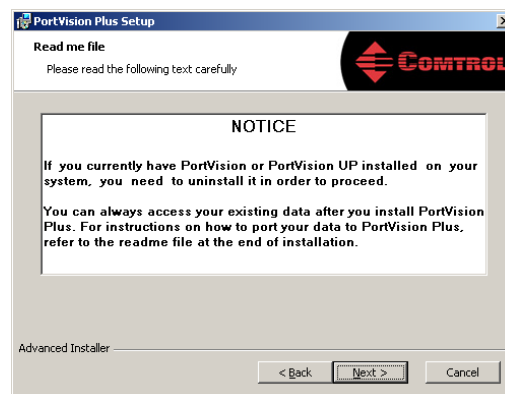 PortVision Plus Setup
Read me file
Please read the following text carefully
COMTROL
NOTICE
If you currently have PortVision or PortVision UP installed on your
system, you need to uninstall it in order to proceed.
You can always access your existing data after you install PortVision
Plus. For instructions on how to port your data to PortVision Plus,
refer to the readme file at the end of installation.
Advanced Installer
< Back
Next >
Cancel